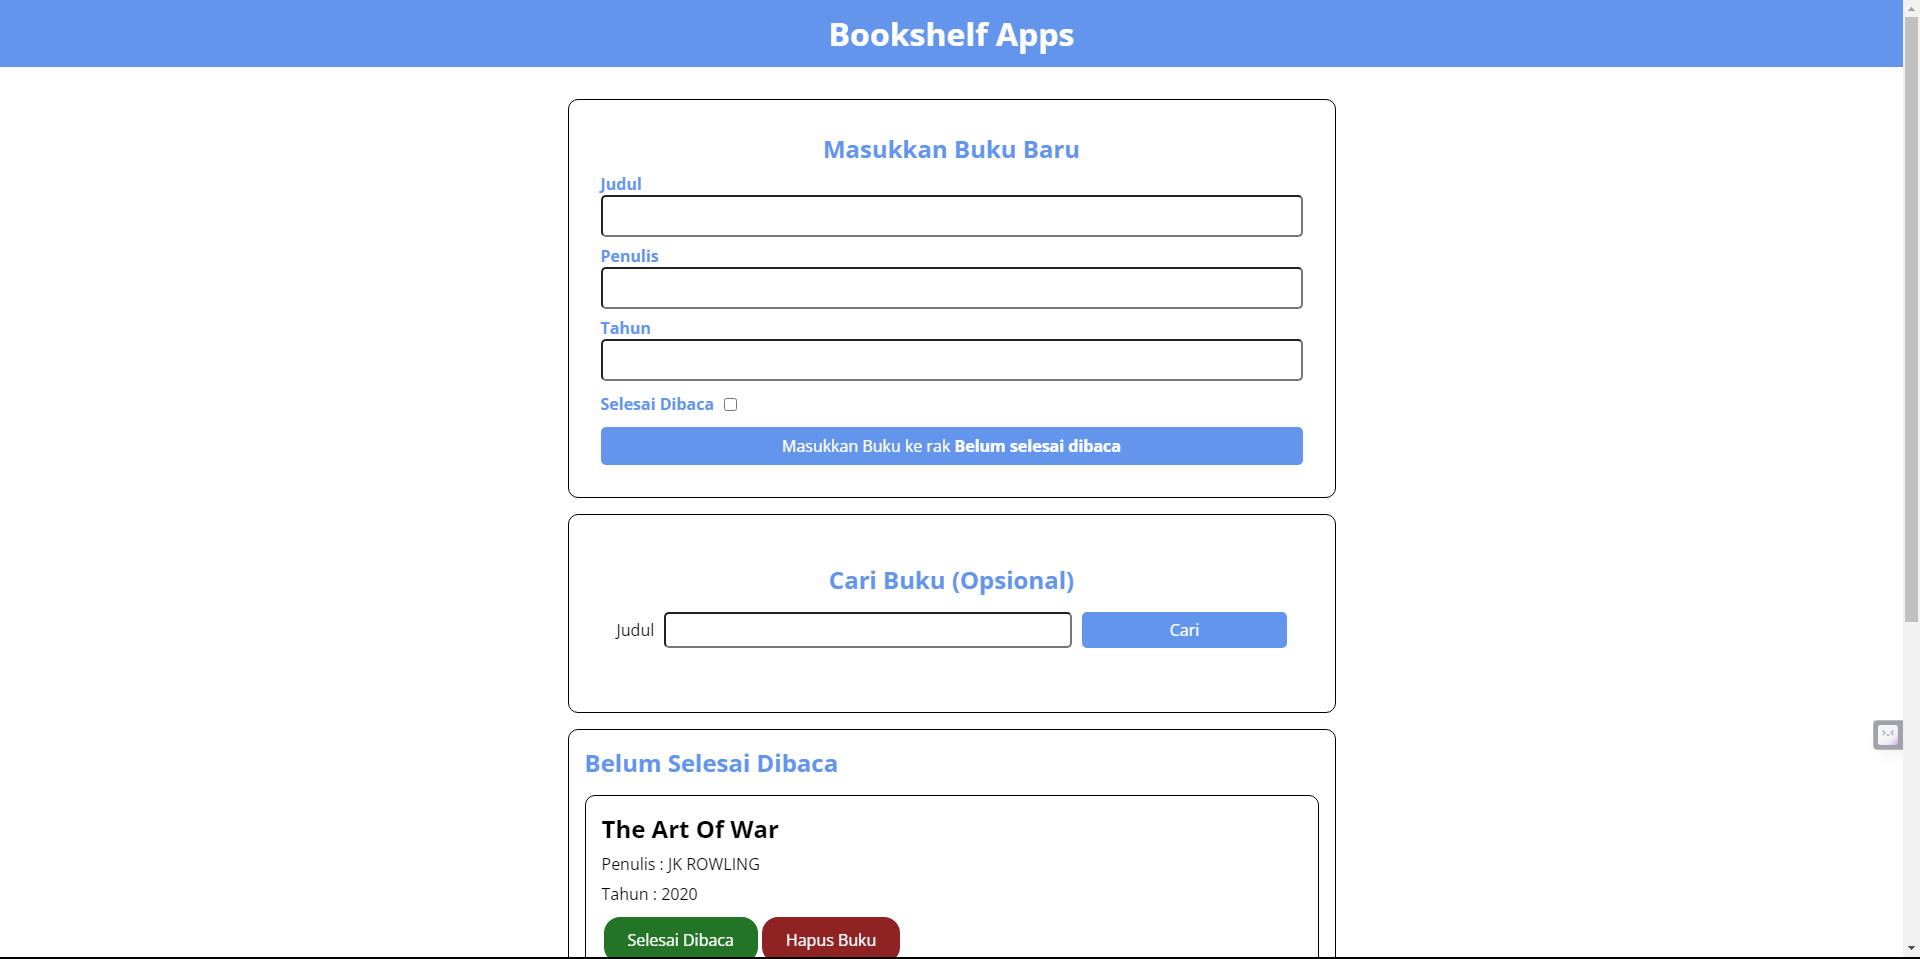 Bookshelf Apps
Masukkan Buku Baru
Judul
Penulis
Tahun
Selesai Dibaca
Masukkan Buku ke rak Belum selesai dibaca
Cari Buku (Opsional)
Judul
Cari
Belum Selesai Dibaca
The Art Of War
Penulis : JK ROWLING
Tahun : 2020
Selesai Dibaca
Hapus Buku